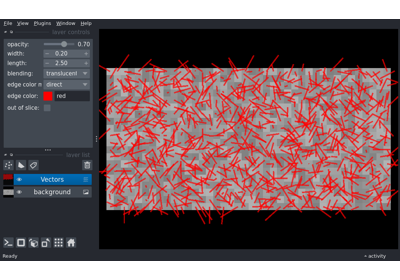 File View Plugins Window Help
layer controls
opacity: 0.70
width: 0.20
length: 2.50
blending: translucent
edge color m direct
edge color: red
out of slice:
layer list
Vectors
background
Ready
activity